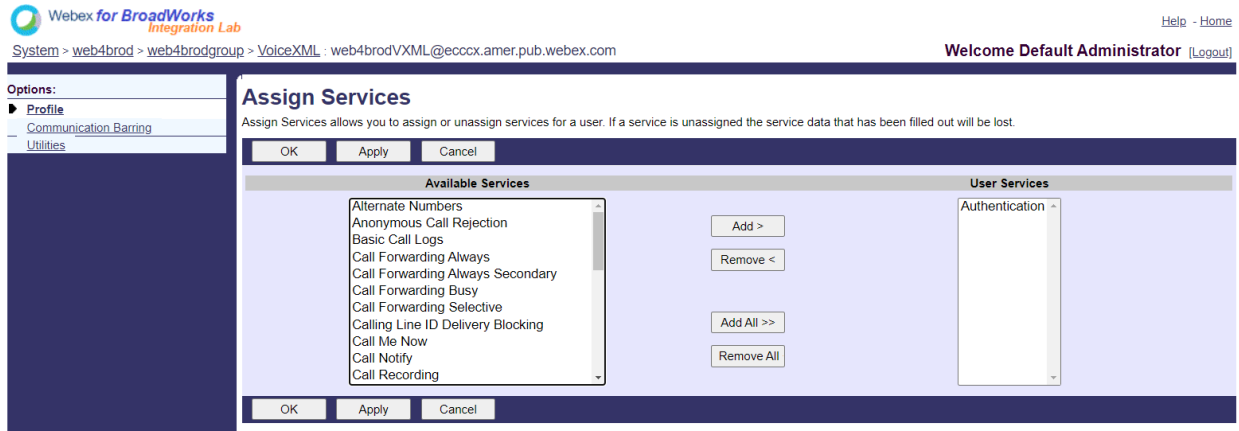 Webex for BroadWorks
Integration Lab
Help - Home
System > web4brod > web4brodgroup > VoiceXML : web4brodVXML@ecccx.amer.pub.webex.com
Welcome Default Administrator [Logout]
Options:
Profile
Communication Barring
Utilities
Assign Services
Assign Services allows you to assign or unassign services for a user. If a service is unassigned the service data that has been filled out will be lost.
OK Apply Cancel
Available Services User Services
Alternate Numbers
Anonymous Call Rejection
Basic Call Logs
Call Forwarding Always
Call Forwarding Always Secondary
Call Forwarding Busy
Call Forwarding Selective
Calling Line ID Delivery Blocking
Call Me Now
Call Notify
Call Recording
Add >
Remove <
Add All >>
Remove All
Authentication
OK Apply Cancel